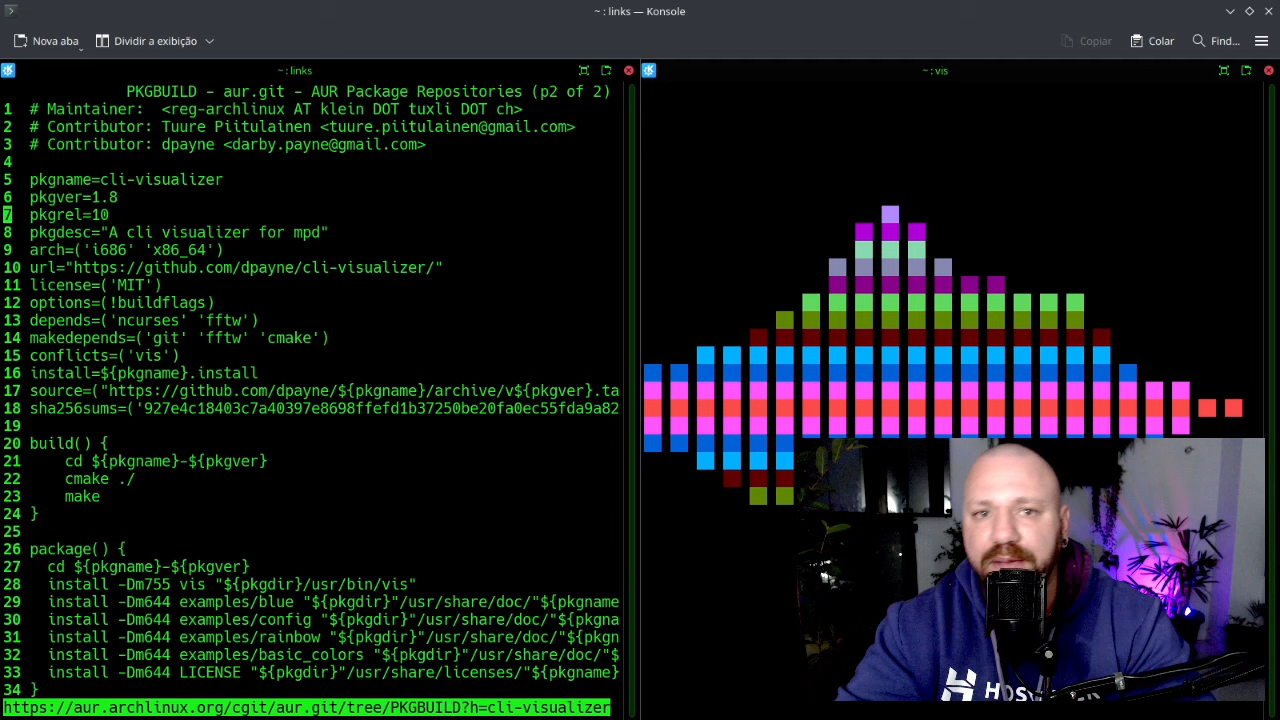 ~ : links — Konsole
Nova aba
Dividir a exibição
Copiar
Colar
Find...
~ : links
~ : vis
PKGBUILD - aur.git - AUR Package Repositories (p2 of 2)
1 # Maintainer:  <reg-archlinux AT klein DOT tuxli DOT ch>
2 # Contributor: Tuure Piitulainen <tuure.piitulainen@gmail.com>
3 # Contributor: dpayne <darby.payne@gmail.com>
4
5 pkgname=cli-visualizer
6 pkgver=1.8
7 pkgrel=10
8 pkgdesc="A cli visualizer for mpd"
9 arch=('i686' 'x86_64')
10 url="https://github.com/dpayne/cli-visualizer/"
11 license=('MIT')
12 options=(!buildflags)
13 depends=('ncurses' 'fftw')
14 makedepends=('git' 'fftw' 'cmake')
15 conflicts=('vis')
16 install=${pkgname}.install
17 source=("https://github.com/dpayne/${pkgname}/archive/v${pkgver}.ta
18 sha256sums=('927e4c18403c7a40397e8698ffefd1b37250be20fa0ec55fda9a82
19
20 build() {
21     cd ${pkgname}-${pkgver}
22     cmake ./
23     make
24 }
25
26 package() {
27   cd ${pkgname}-${pkgver}
28   install -Dm755 vis "${pkgdir}/usr/bin/vis"
29   install -Dm644 examples/blue "${pkgdir}"/usr/share/doc/"${pkgname
30   install -Dm644 examples/config "${pkgdir}"/usr/share/doc/"${pkgna
31   install -Dm644 examples/rainbow "${pkgdir}"/usr/share/doc/"${pkgn
32   install -Dm644 examples/basic_colors "${pkgdir}"/usr/share/doc/"$
33   install -Dm644 LICENSE "${pkgdir}"/usr/share/licenses/"${pkgname}
34 }
https://aur.archlinux.org/cgit/aur.git/tree/PKGBUILD?h=cli-visualizer